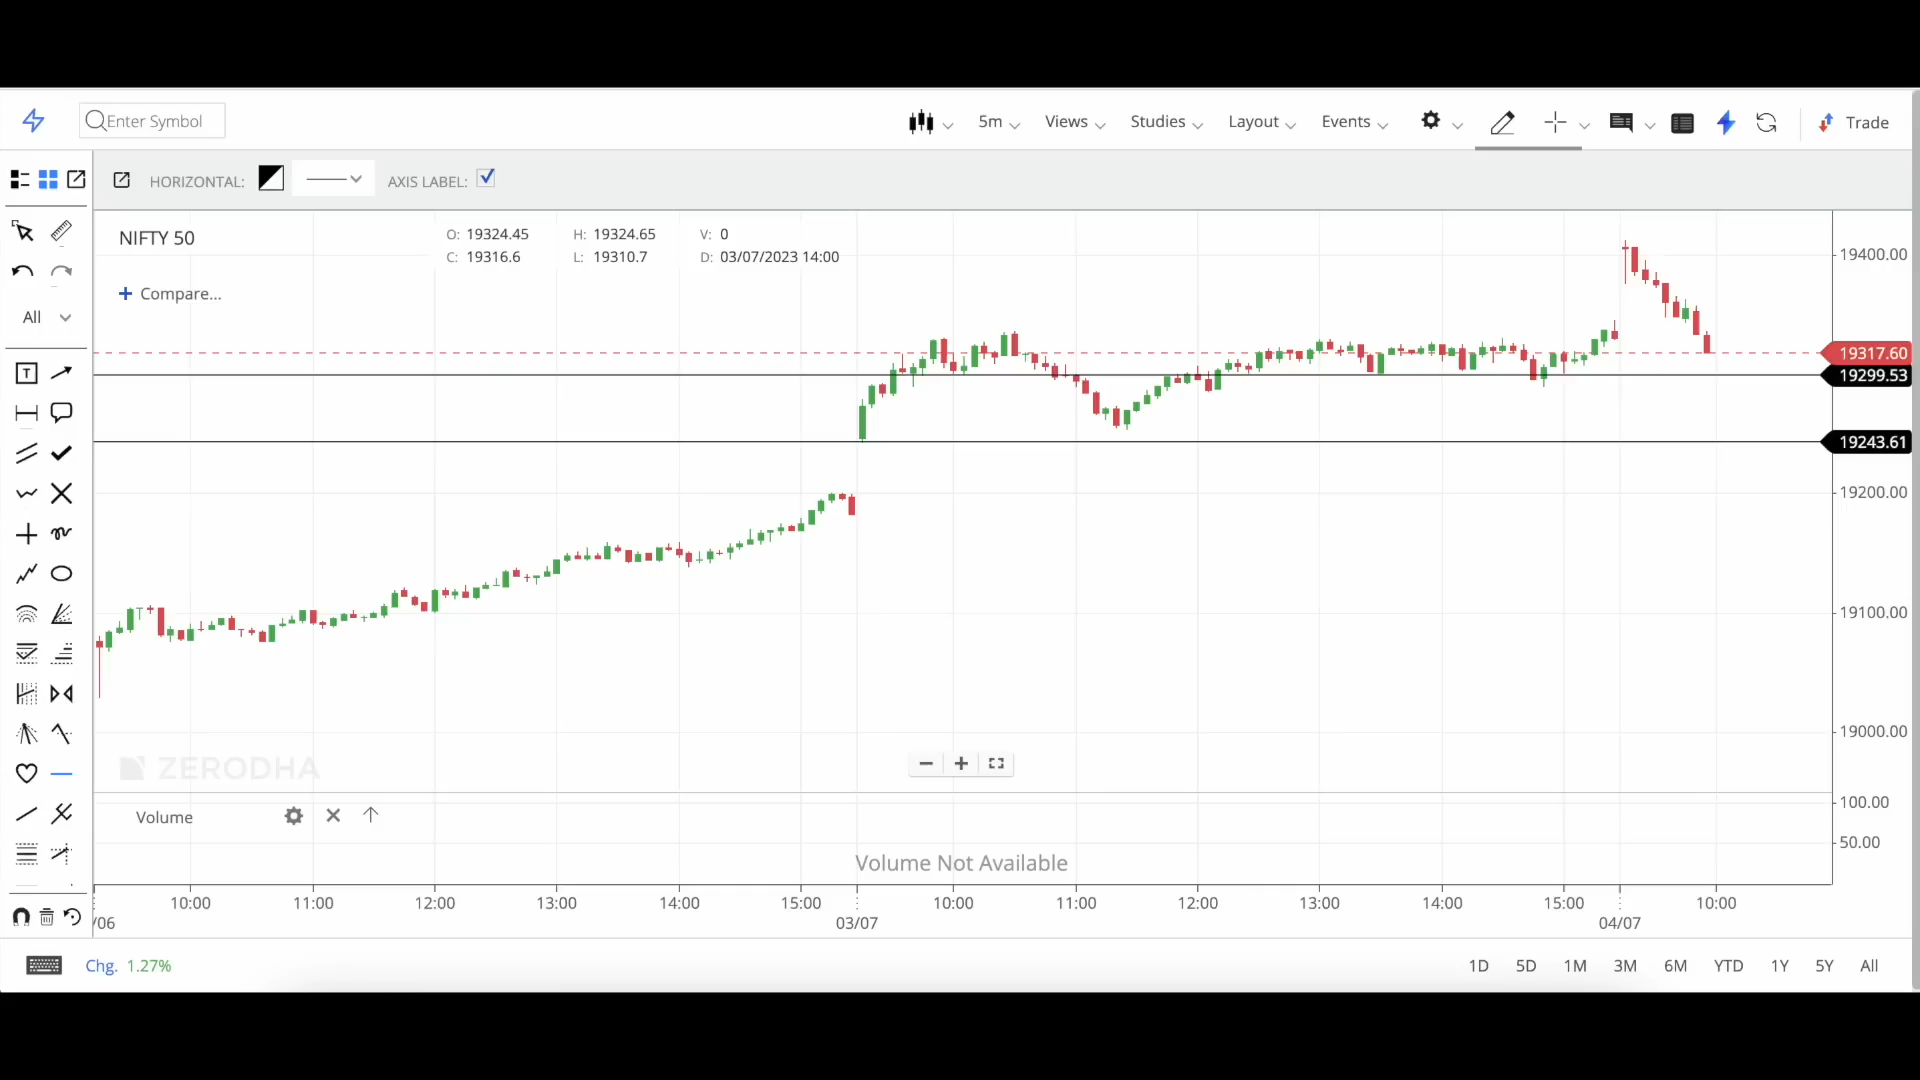 Enter Symbol
5m Views Studies Layout Events Trade
HORIZONTAL: AXIS LABEL:
NIFTY 50
O: 19324.45 H: 19324.65 V: 0
C: 19316.6 L: 19310.7 D: 03/07/2023 14:00
+ Compare...
All
T
19400.00
19317.60
19299.53
19243.61
19200.00
19100.00
19000.00
ZERODHA
Volume
Volume Not Available
100.00
50.00
10:00 11:00 12:00 13:00 14:00 15:00 10:00 11:00 12:00 13:00 14:00 15:00 10:00
/06 03/07 04/07
Chg. 1.27%
1D 5D 1M 3M 6M YTD 1Y 5Y All